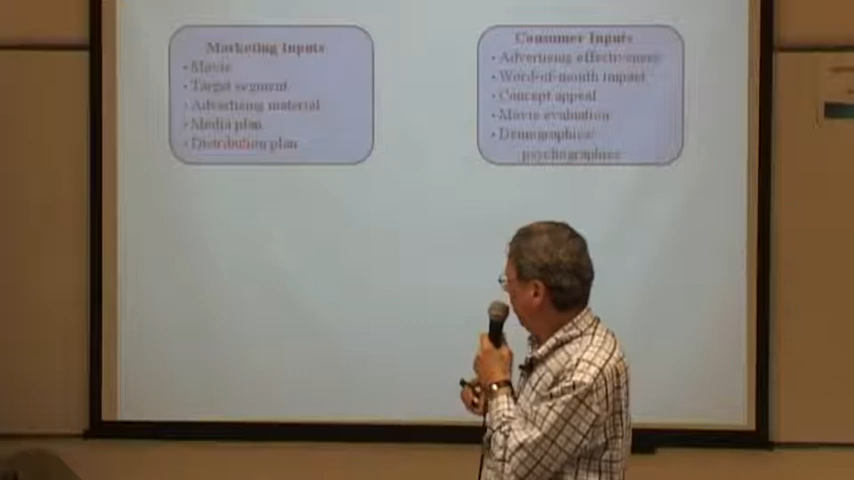 Marketing Inputs
• Movie
• Target segment
• Advertising material
• Media plan
• Distribution plan
Consumer Inputs
• Advertising effectiveness
• Word-of-mouth impact
• Concept appeal
• Movie evaluation
• Demographics/
psychographics